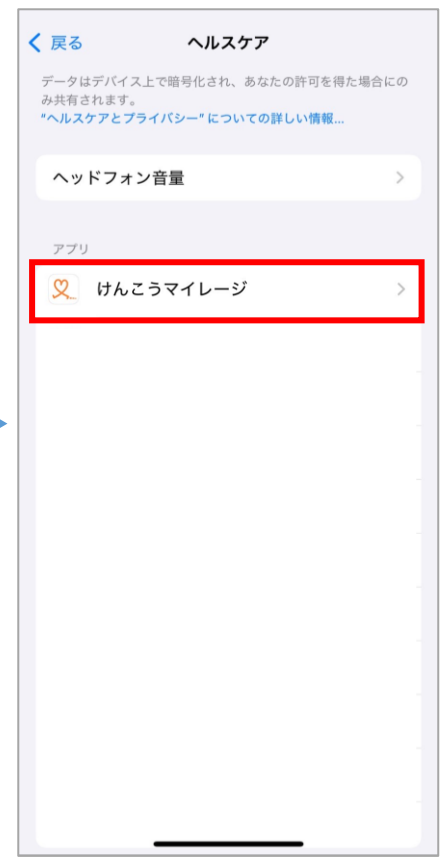 戻る ヘルスケア
データはデバイス上で暗号化され、あなたの許可を得た場合にの
み共有されます。
“ヘルスケアとプライバシー”についての詳しい情報...
ヘッドフォン音量
アプリ
けんこうマイレージ